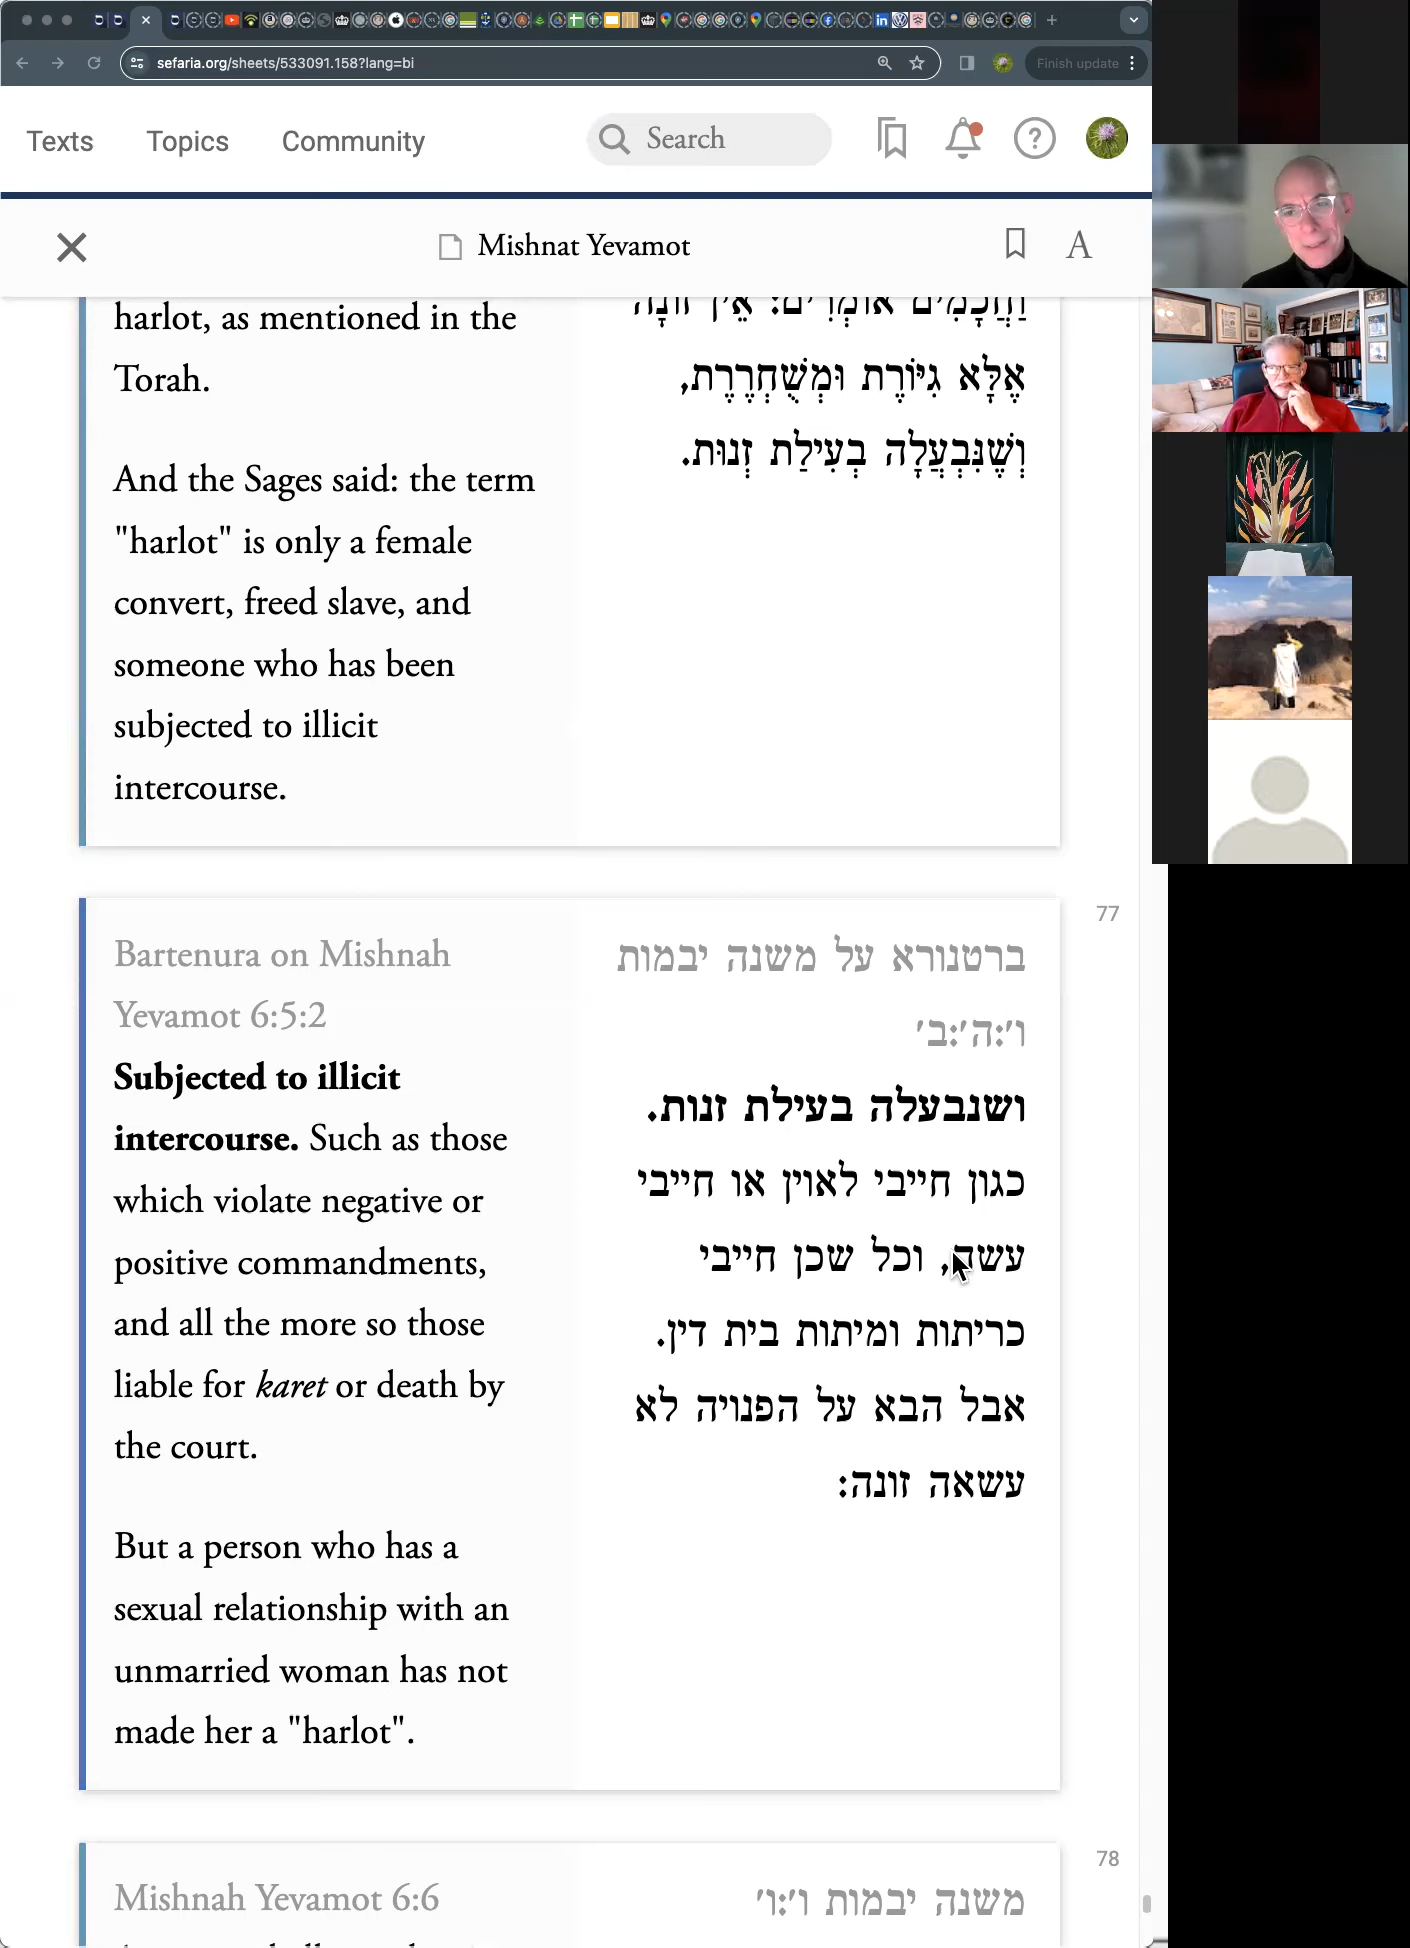 sefaria.org/sheets/533091.158?lang=bi
Finish update
Texts Topics Community Search
Mishnat Yevamot A
harlot, as mentioned in the
Torah.
And the Sages said: the term
"harlot" is only a female
convert, freed slave, and
someone who has been
subjected to illicit
intercourse.
וַחֲכָמִים אוֹמְרִים: אֵין זוֹנָה
אֶלָּא גִיּוֹרֶת וּמְשֻׁחְרֶרֶת,
וְשֶׁנִּבְעֲלָה בְעִילַת זְנוּת.
77
Bartenura on Mishnah
Yevamot 6:5:2
Subjected to illicit
intercourse. Such as those
which violate negative or
positive commandments,
and all the more so those
liable for karet or death by
the court.
But a person who has a
sexual relationship with an
unmarried woman has not
made her a "harlot".
ברטנורא על משנה יבמות
ו׳:ה׳:ב׳
ושנבעלה בעילת זנות.
כגון חייבי לאוין או חייבי
עשה, וכל שכן חייבי
כריתות ומיתות בית דין.
אבל הבא על הפנויה לא
עשאה זונה:
78
Mishnah Yevamot 6:6
משנה יבמות ו׳:ו׳